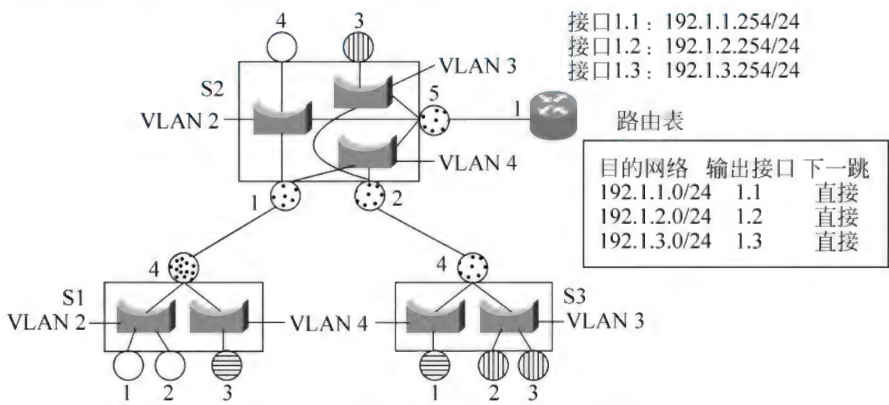 4
3
接口1.1：192.1.1.254/24
接口1.2：192.1.2.254/24
接口1.3：192.1.3.254/24
S2
VLAN 3
5
1
VLAN 2
路由表
VLAN 4
目的网络 输出接口 下一跳
192.1.1.0/24 1.1 直接
192.1.2.0/24 1.2 直接
192.1.3.0/24 1.3 直接
1
2
4
4
S1
S3
VLAN 2
VLAN 4
VLAN 3
1
2
3
1
2
3